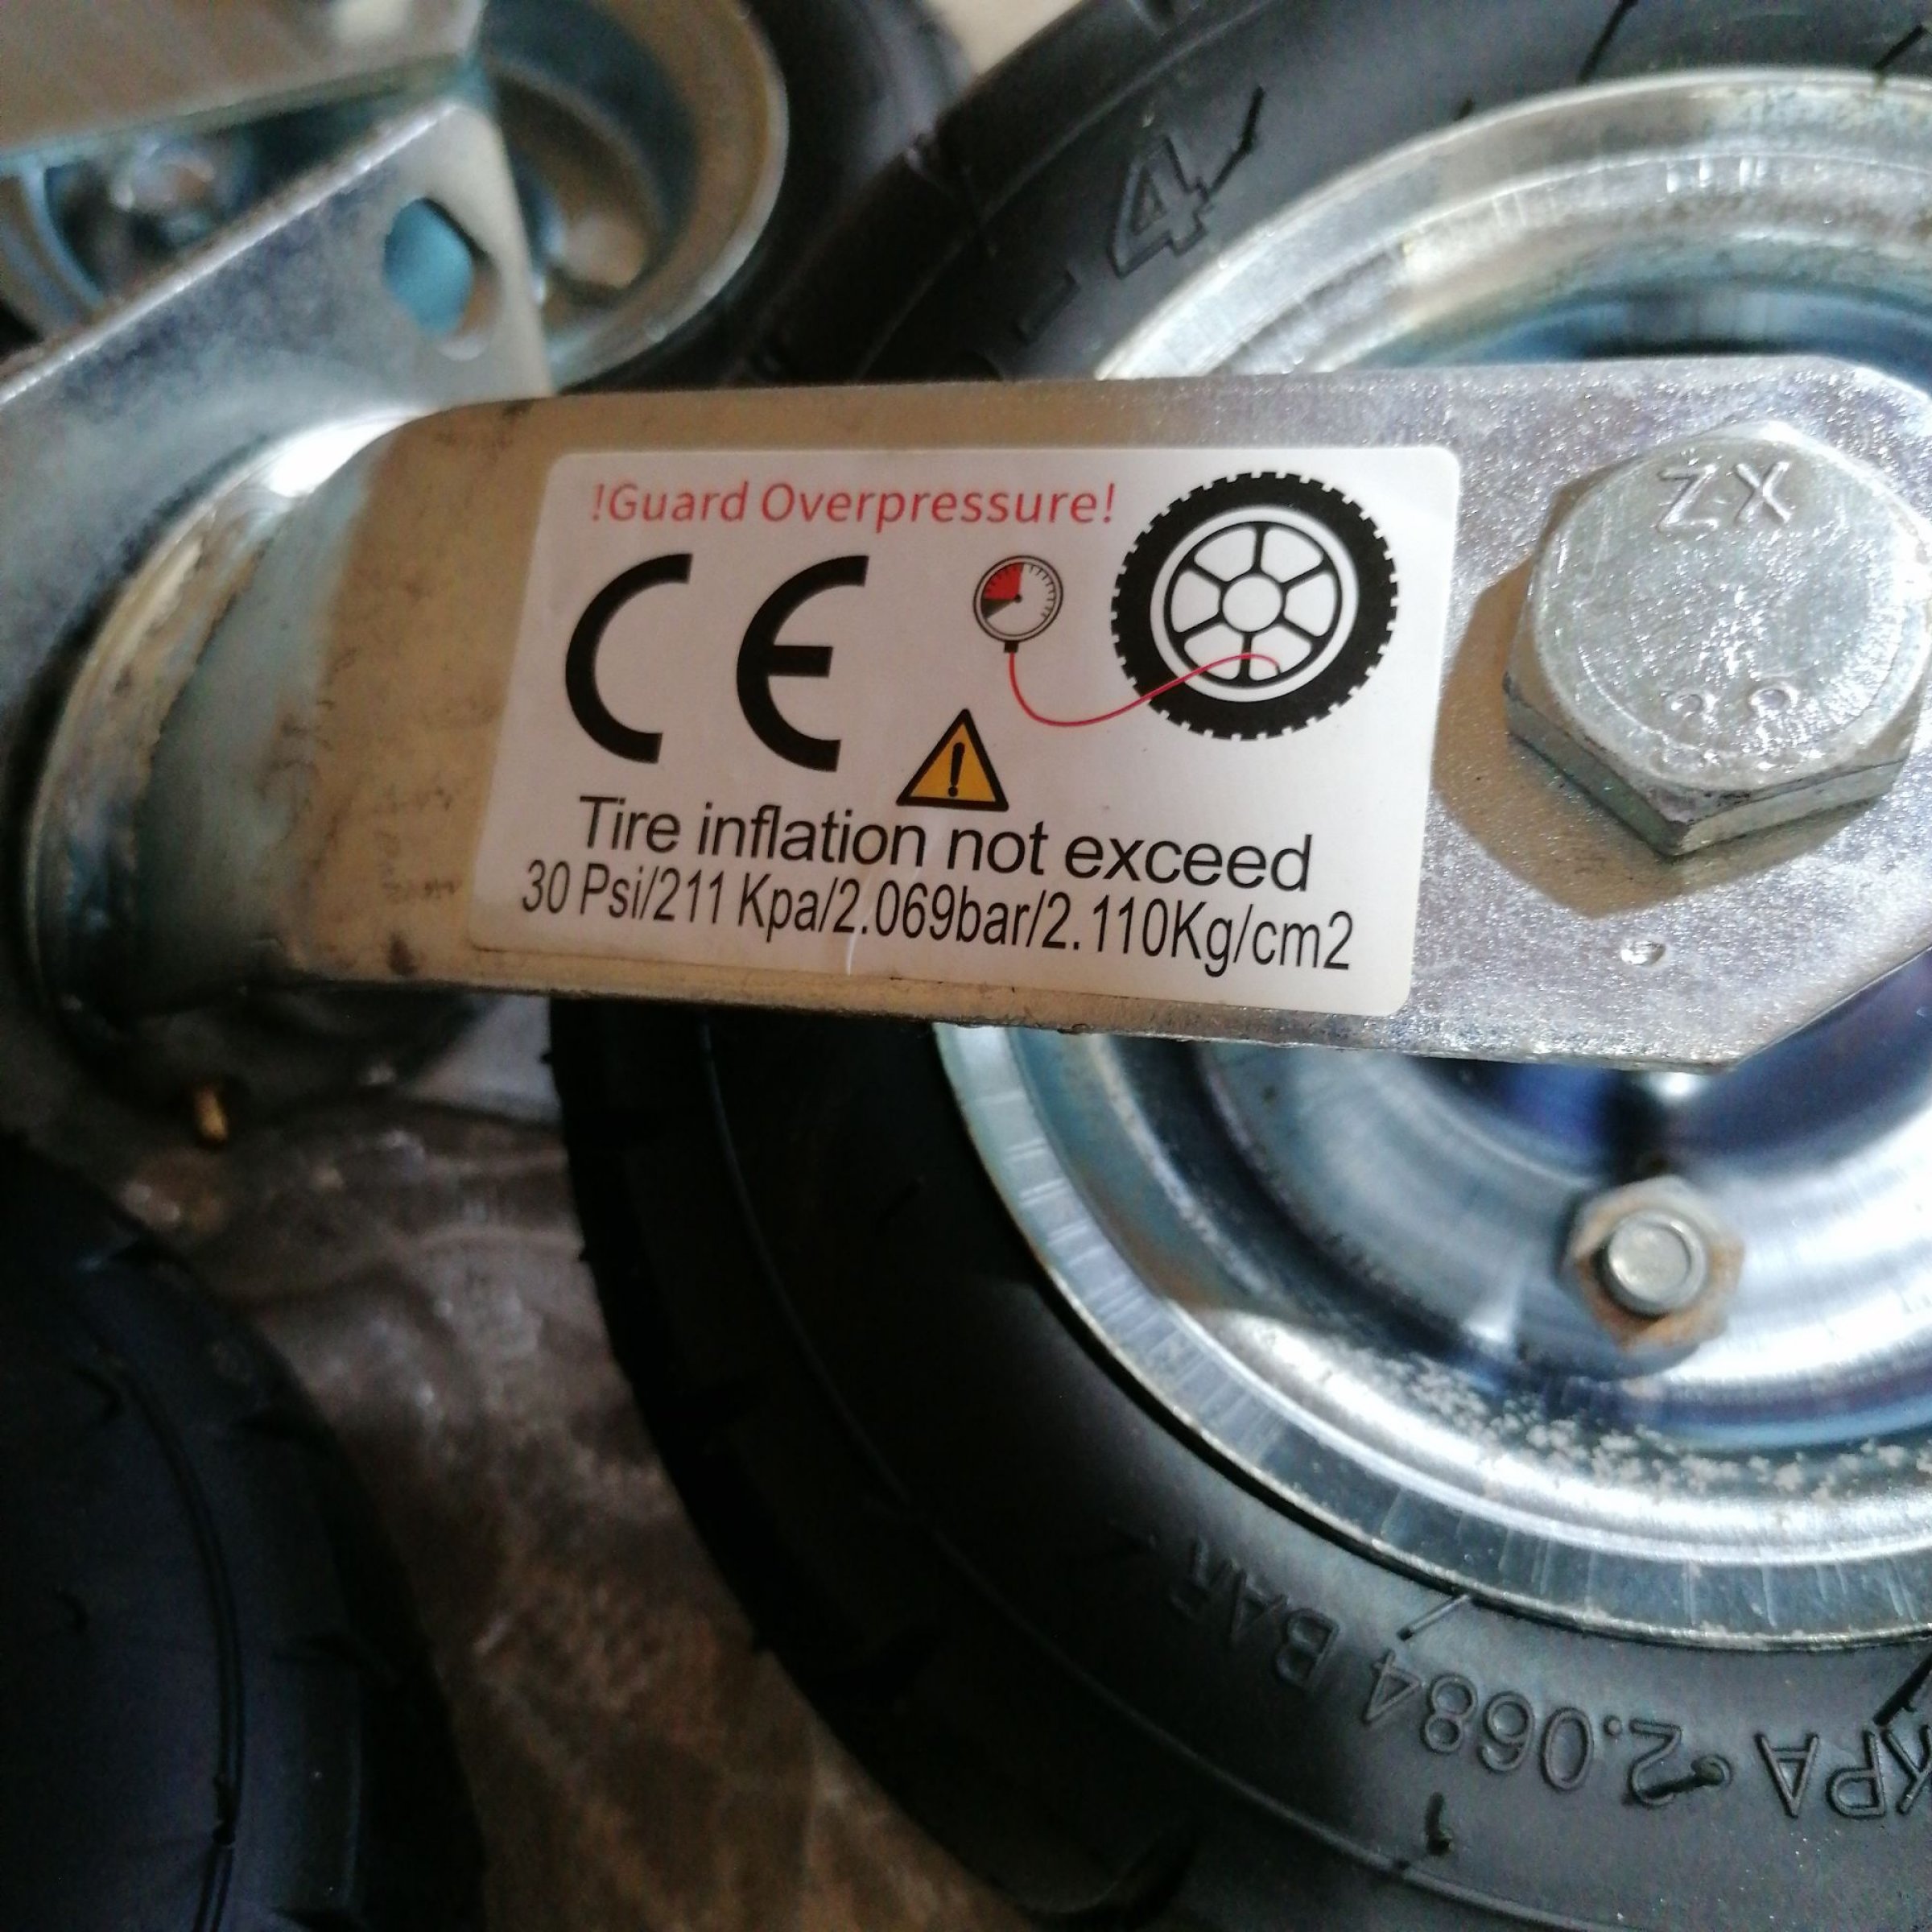 - 4
!Guard Overpressure!
CE
ZX
Tire inflation not exceed
30 Psi/211 Kpa/2.069bar/2.110Kg/cm2
KPA 2.0684 BAR